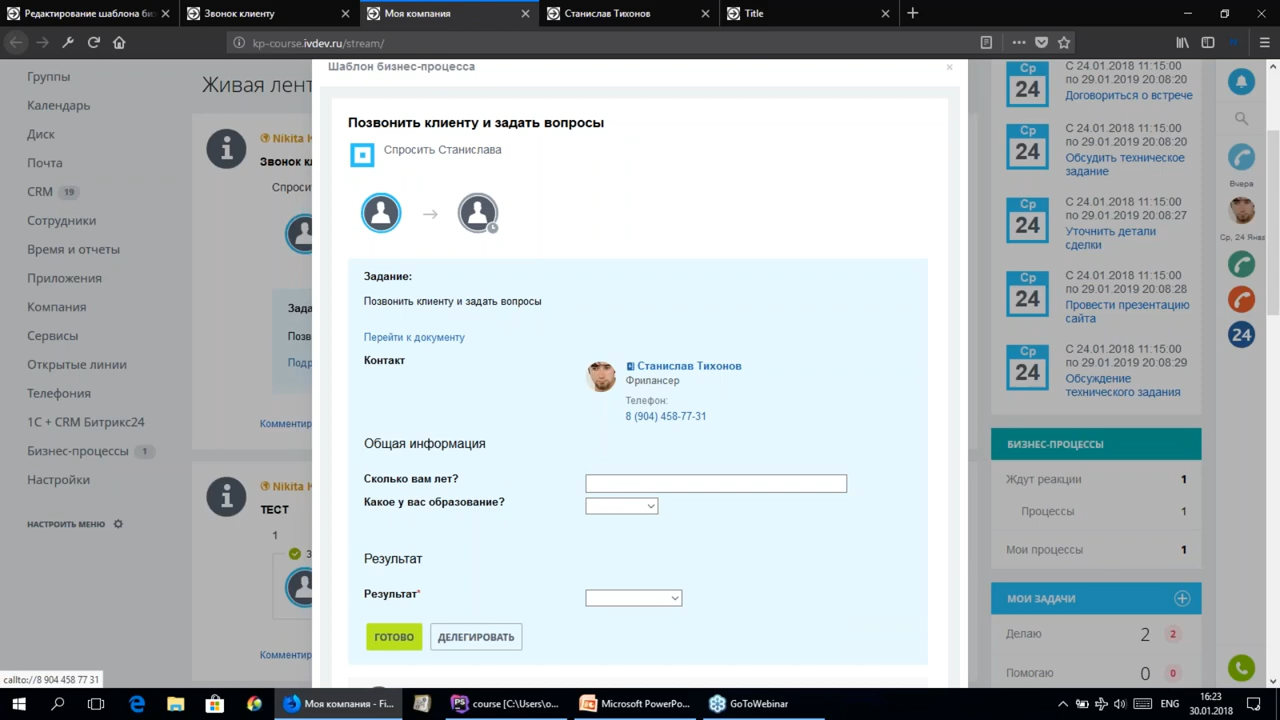 Редактирование шаблона биз
Звонок клиенту
Моя компания
Станислав Тихонов
Title
kp-course.ivdev.ru/stream/
Группы
Календарь
Диск
Почта
CRM 19
Сотрудники
Время и отчеты
Приложения
Компания
Сервисы
Открытые линии
Телефония
1С + CRM Битрикс24
Бизнес-процессы 1
Настройки
НАСТРОИТЬ МЕНЮ
Живая лент
Nikita
Звонок кл
Спроси
Зада
Позв
Подр
Комментир
Nikita
ТЕСТ
1
3
Комментир
Шаблон бизнес-процесса
Позвонить клиенту и задать вопросы
Спросить Станислава
Задание:
Позвонить клиенту и задать вопросы
Перейти к документу
Контакт
Станислав Тихонов
Фрилансер
Телефон:
8 (904) 458-77-31
Общая информация
Сколько вам лет?
Какое у вас образование?
Результат
Результат*
ГОТОВО
ДЕЛЕГИРОВАТЬ
Ср
24
С 24.01.2018 11:15:00
по 29.01.2019 20:08:20
Договориться о встрече
Ср
24
С 24.01.2018 11:15:00
по 29.01.2019 20:08:20
Обсудить техническое
задание
Ср
24
С 24.01.2018 11:15:00
по 29.01.2019 20:08:27
Уточнить детали
сделки
Ср
24
С 24.01.2018 11:15:00
по 29.01.2019 20:08:28
Провести презентацию
сайта
Ср
24
С 24.01.2018 11:15:00
по 29.01.2019 20:08:29
Обсуждение
технического задания
БИЗНЕС-ПРОЦЕССЫ
Ждут реакции 1
Процессы 1
Мои процессы 1
МОИ ЗАДАЧИ
Делаю 2 2
Помогаю 0 0
Вчера
Ср, 24 Янва
24
callto://8 904 458 77 31
Моя компания - Fi...
course [C:\Users\o...
Microsoft PowerPo...
GoToWebinar
ENG
16:23
30.01.2018